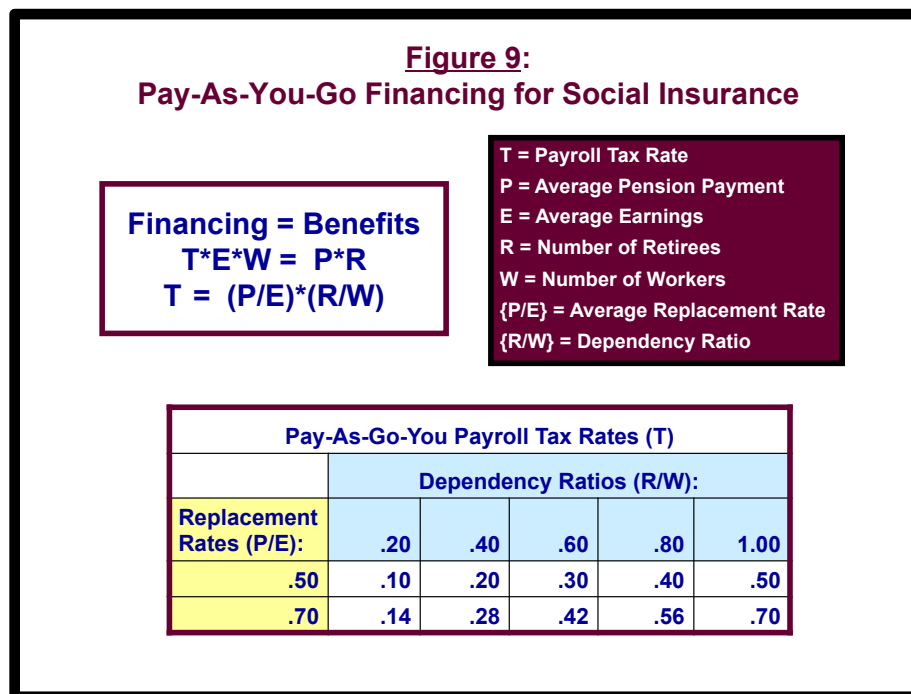 Figure 9:
Pay-As-You-Go Financing for Social Insurance
Financing = Benefits
T*E*W = P*R
T = (P/E)*(R/W)
T = Payroll Tax Rate
P = Average Pension Payment
E = Average Earnings
R = Number of Retirees
W = Number of Workers
{P/E} = Average Replacement Rate
{R/W} = Dependency Ratio
Pay-As-Go-You Payroll Tax Rates (T)
Dependency Ratios (R/W):
Replacement
Rates (P/E): .20 .40 .60 .80 1.00
.50 .10 .20 .30 .40 .50
.70 .14 .28 .42 .56 .70